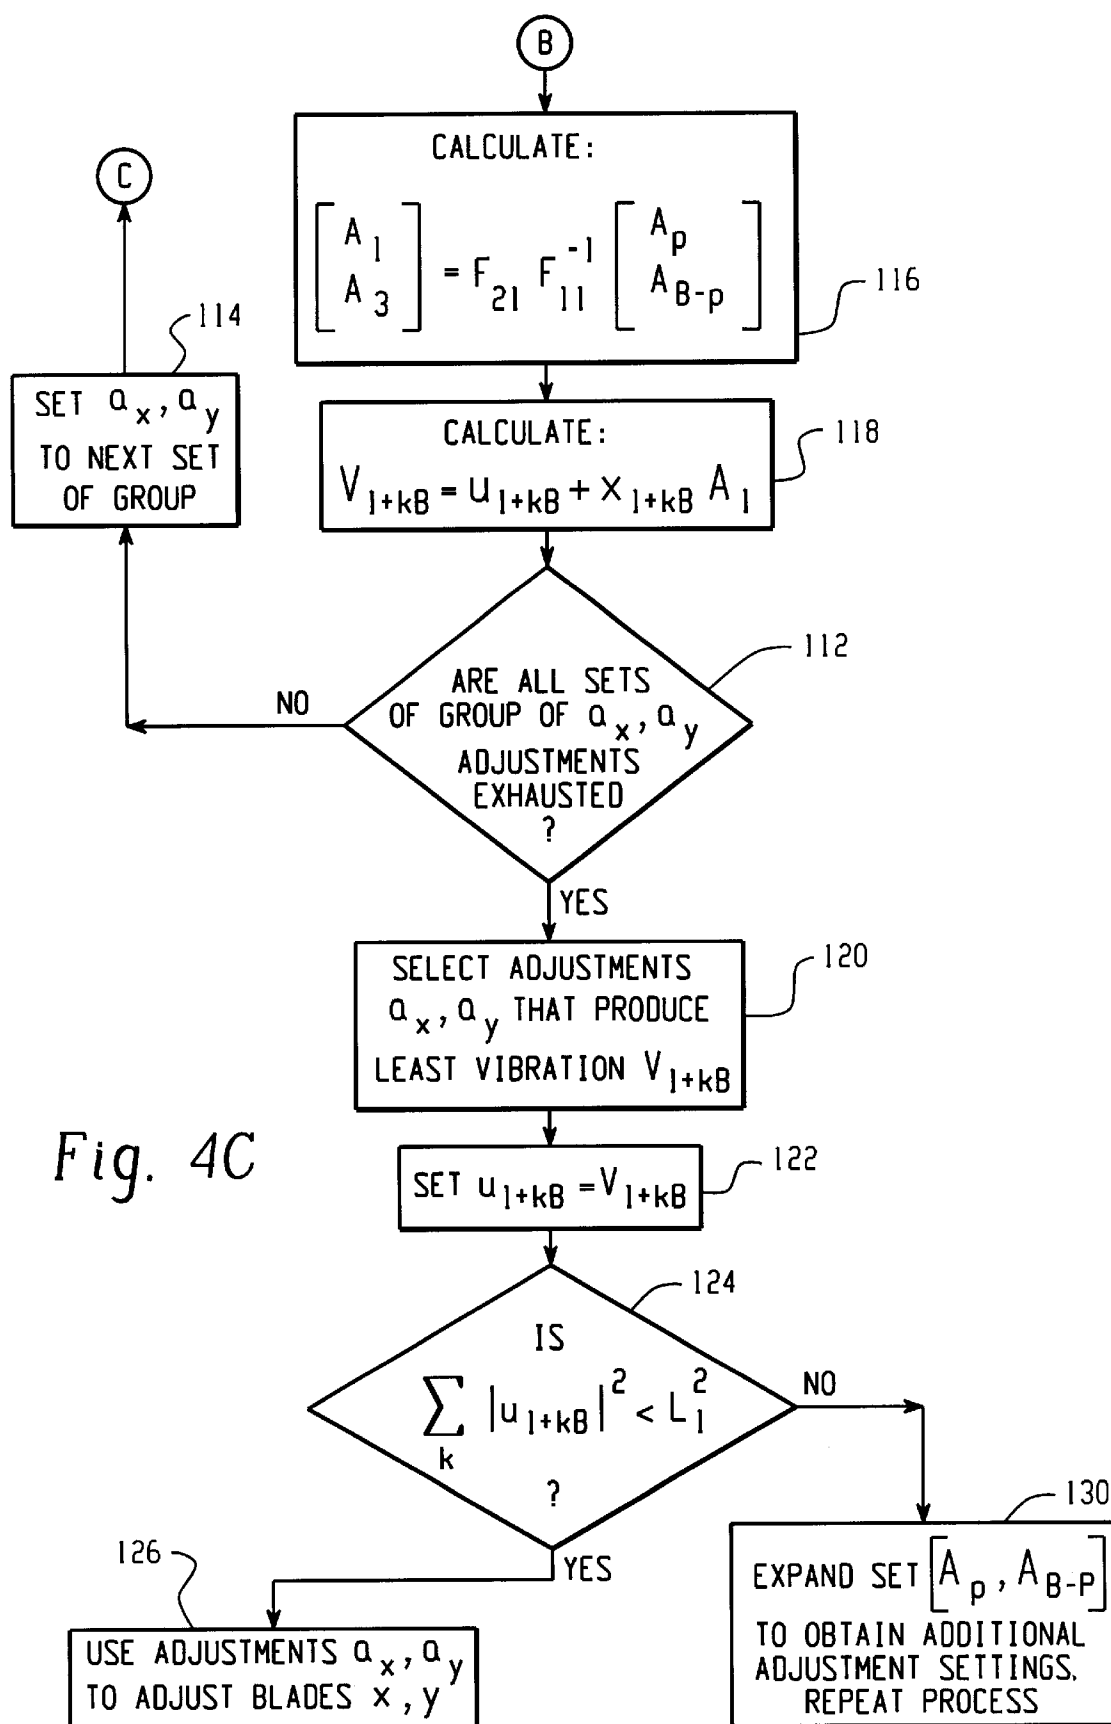 B
CALCULATE:
[A1 A3] = F21 F11^-1 [Ap AB-p]
116
C
114
SET ax, ay
TO NEXT SET
OF GROUP
CALCULATE:
V1+kB = u1+kB + x1+kB A1
118
112
ARE ALL SETS
OF GROUP OF ax, ay
ADJUSTMENTS
EXHAUSTED
?
NO
YES
120
SELECT ADJUSTMENTS
ax, ay THAT PRODUCE
LEAST VIBRATION V1+kB
Fig. 4C
122
SET u1+kB = V1+kB
124
IS
∑k |u1+kB|^2 < L1^2
?
NO
YES
126
USE ADJUSTMENTS ax, ay
TO ADJUST BLADES x, y
130
EXPAND SET [Ap, AB-P]
TO OBTAIN ADDITIONAL
ADJUSTMENT SETTINGS.
REPEAT PROCESS